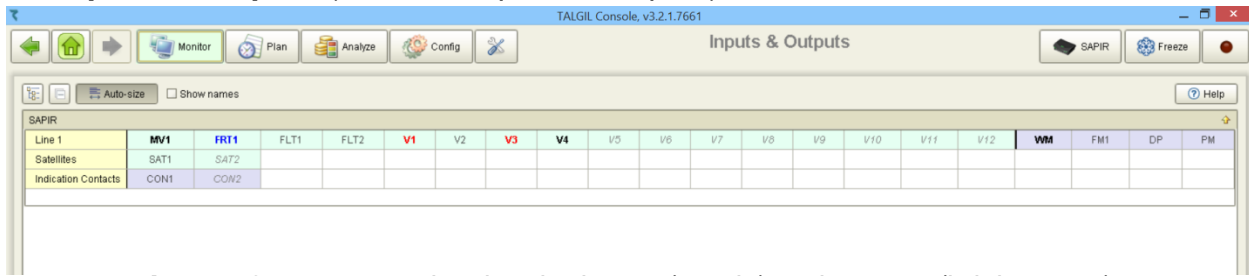 TALGIL Console, v3.2.1.7661
Monitor Plan Analyze Config Inputs & Outputs SAPIR Freeze
Auto-size Show names Help
SAPIR
Line 1 MV1 FRT1 FLT1 FLT2 V1 V2 V3 V4 V5 V6 V7 V8 V9 V10 V11 V12 WM FM1 DP PM
Satellites SAT1 SAT2
Indication Contacts CON1 CON2